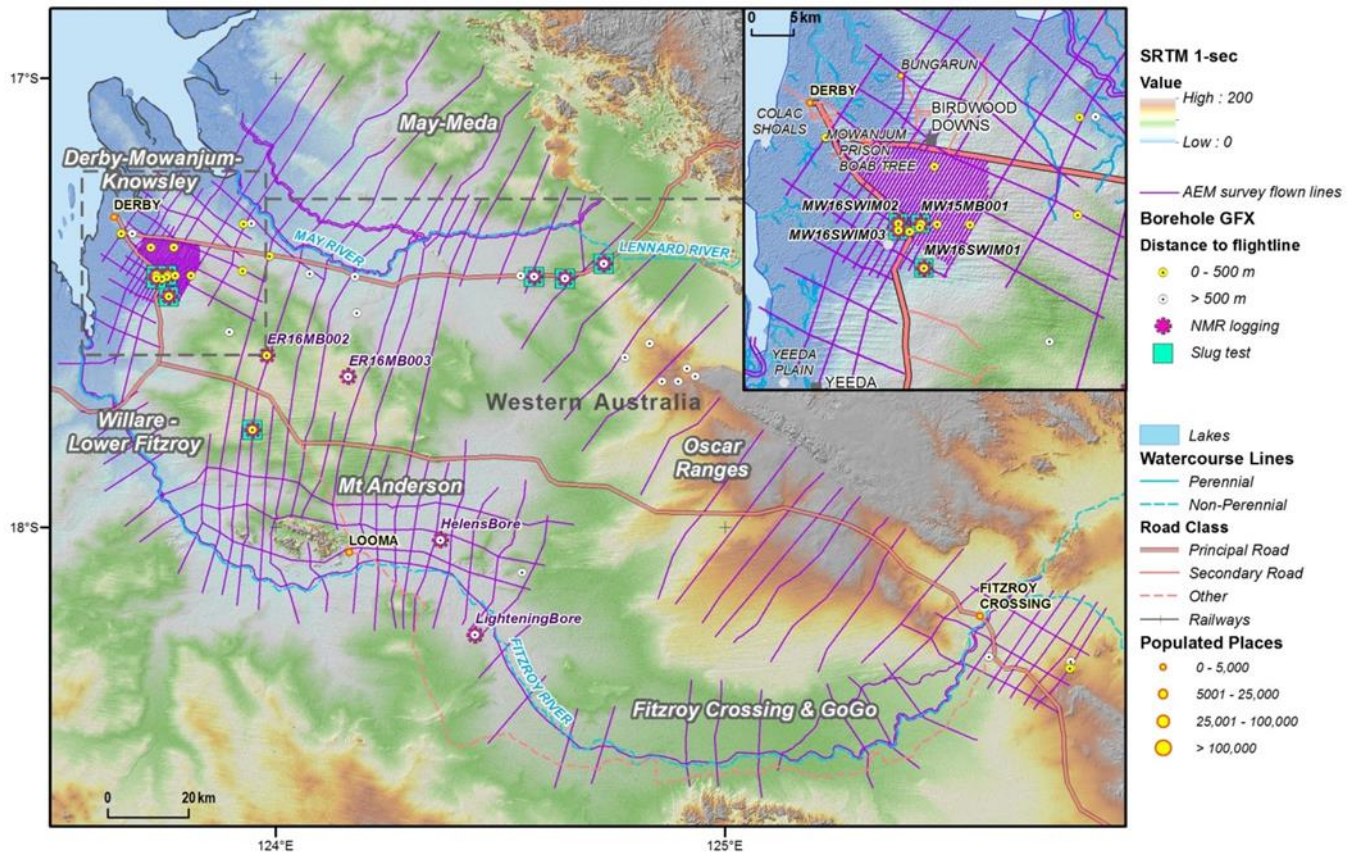 17°S
18°S
124°E
125°E
May-Meda
Derby-Mowanjum-
Knowsley
DERBY
MAY RIVER
LENNARD RIVER
ER16MB002
ER16MB003
Western Australia
Willare -
Lower Fitzroy
Oscar
Ranges
Mt Anderson
HelensBore
LOOMA
FITZROY
CROSSING
LighteningBore
FITZROY RIVER
Fitzroy Crossing & GoGo
0 20 km
0 5 km
BUNGARUN
DERBY
COLAC
SHOALS
BIRDWOOD
DOWNS
MOWANJUM
PRISON
BOAB TREE
MW16SWIM02
MW15MB001
MW16SWIM03
MW16SWIM01
YEEDA
PLAIN
YEEDA
SRTM 1-sec
Value
High : 200
Low : 0
AEM survey flown lines
Borehole GFX
Distance to flightline
0 - 500 m
> 500 m
NMR logging
Slug test
Lakes
Watercourse Lines
Perennial
Non-Perennial
Road Class
Principal Road
Secondary Road
Other
Railways
Populated Places
0 - 5,000
5001 - 25,000
25,001 - 100,000
> 100,000